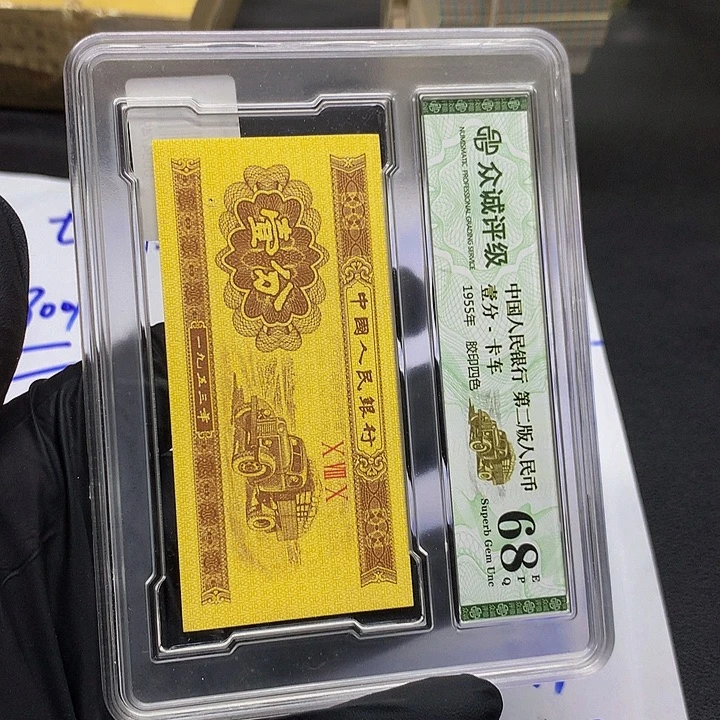 众诚评级
NUMISMATIC PROFESSIONAL GRADING SERVICE
中国人民银行 第二版人民币
壹分 - 卡车
1955年 胶印四色
68 EPQ
Superb Gem Unc
中國人民銀行
壹分
X VIII X
一九五三年